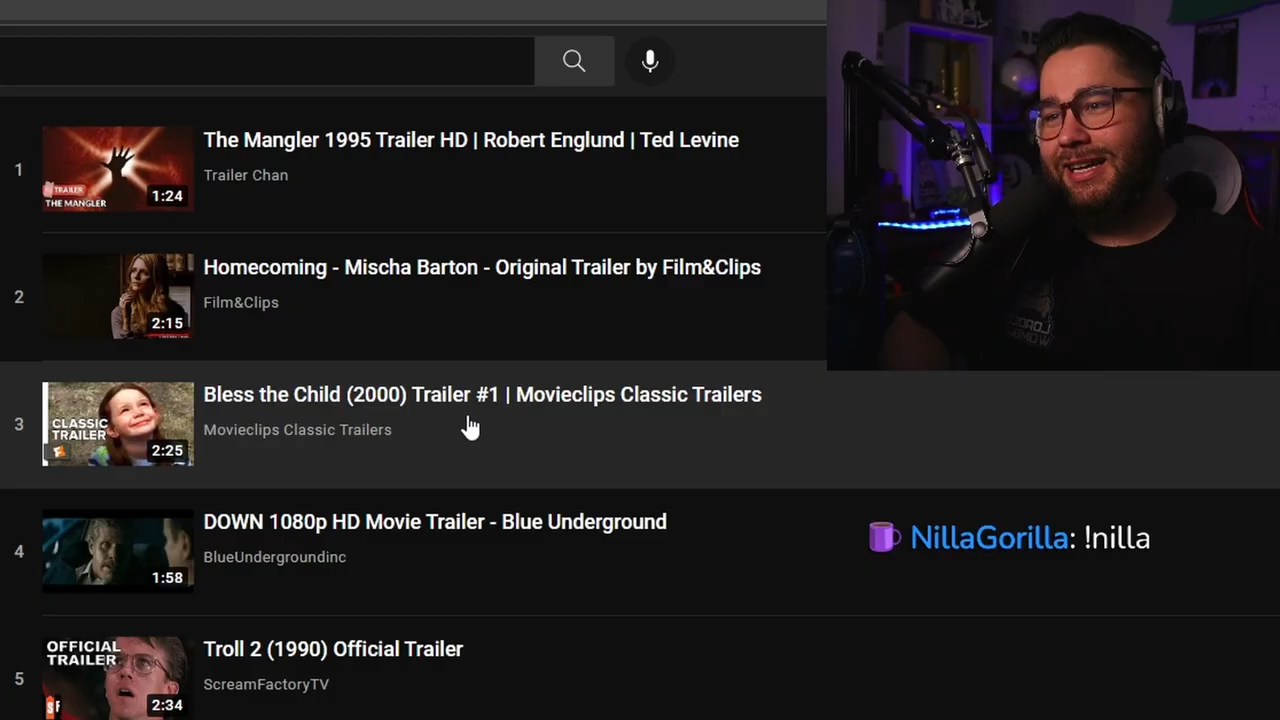 1
TRAILER
THE MANGLER
1:24
The Mangler 1995 Trailer HD | Robert Englund | Ted Levine
Trailer Chan
2
2:15
Homecoming - Mischa Barton - Original Trailer by Film&Clips
Film&Clips
3
CLASSIC
TRAILER
2:25
Bless the Child (2000) Trailer #1 | Movieclips Classic Trailers
Movieclips Classic Trailers
4
1:58
DOWN 1080p HD Movie Trailer - Blue Underground
BlueUndergroundinc
NillaGorilla: !nilla
5
OFFICIAL
TRAILER
SF
2:34
Troll 2 (1990) Official Trailer
ScreamFactoryTV